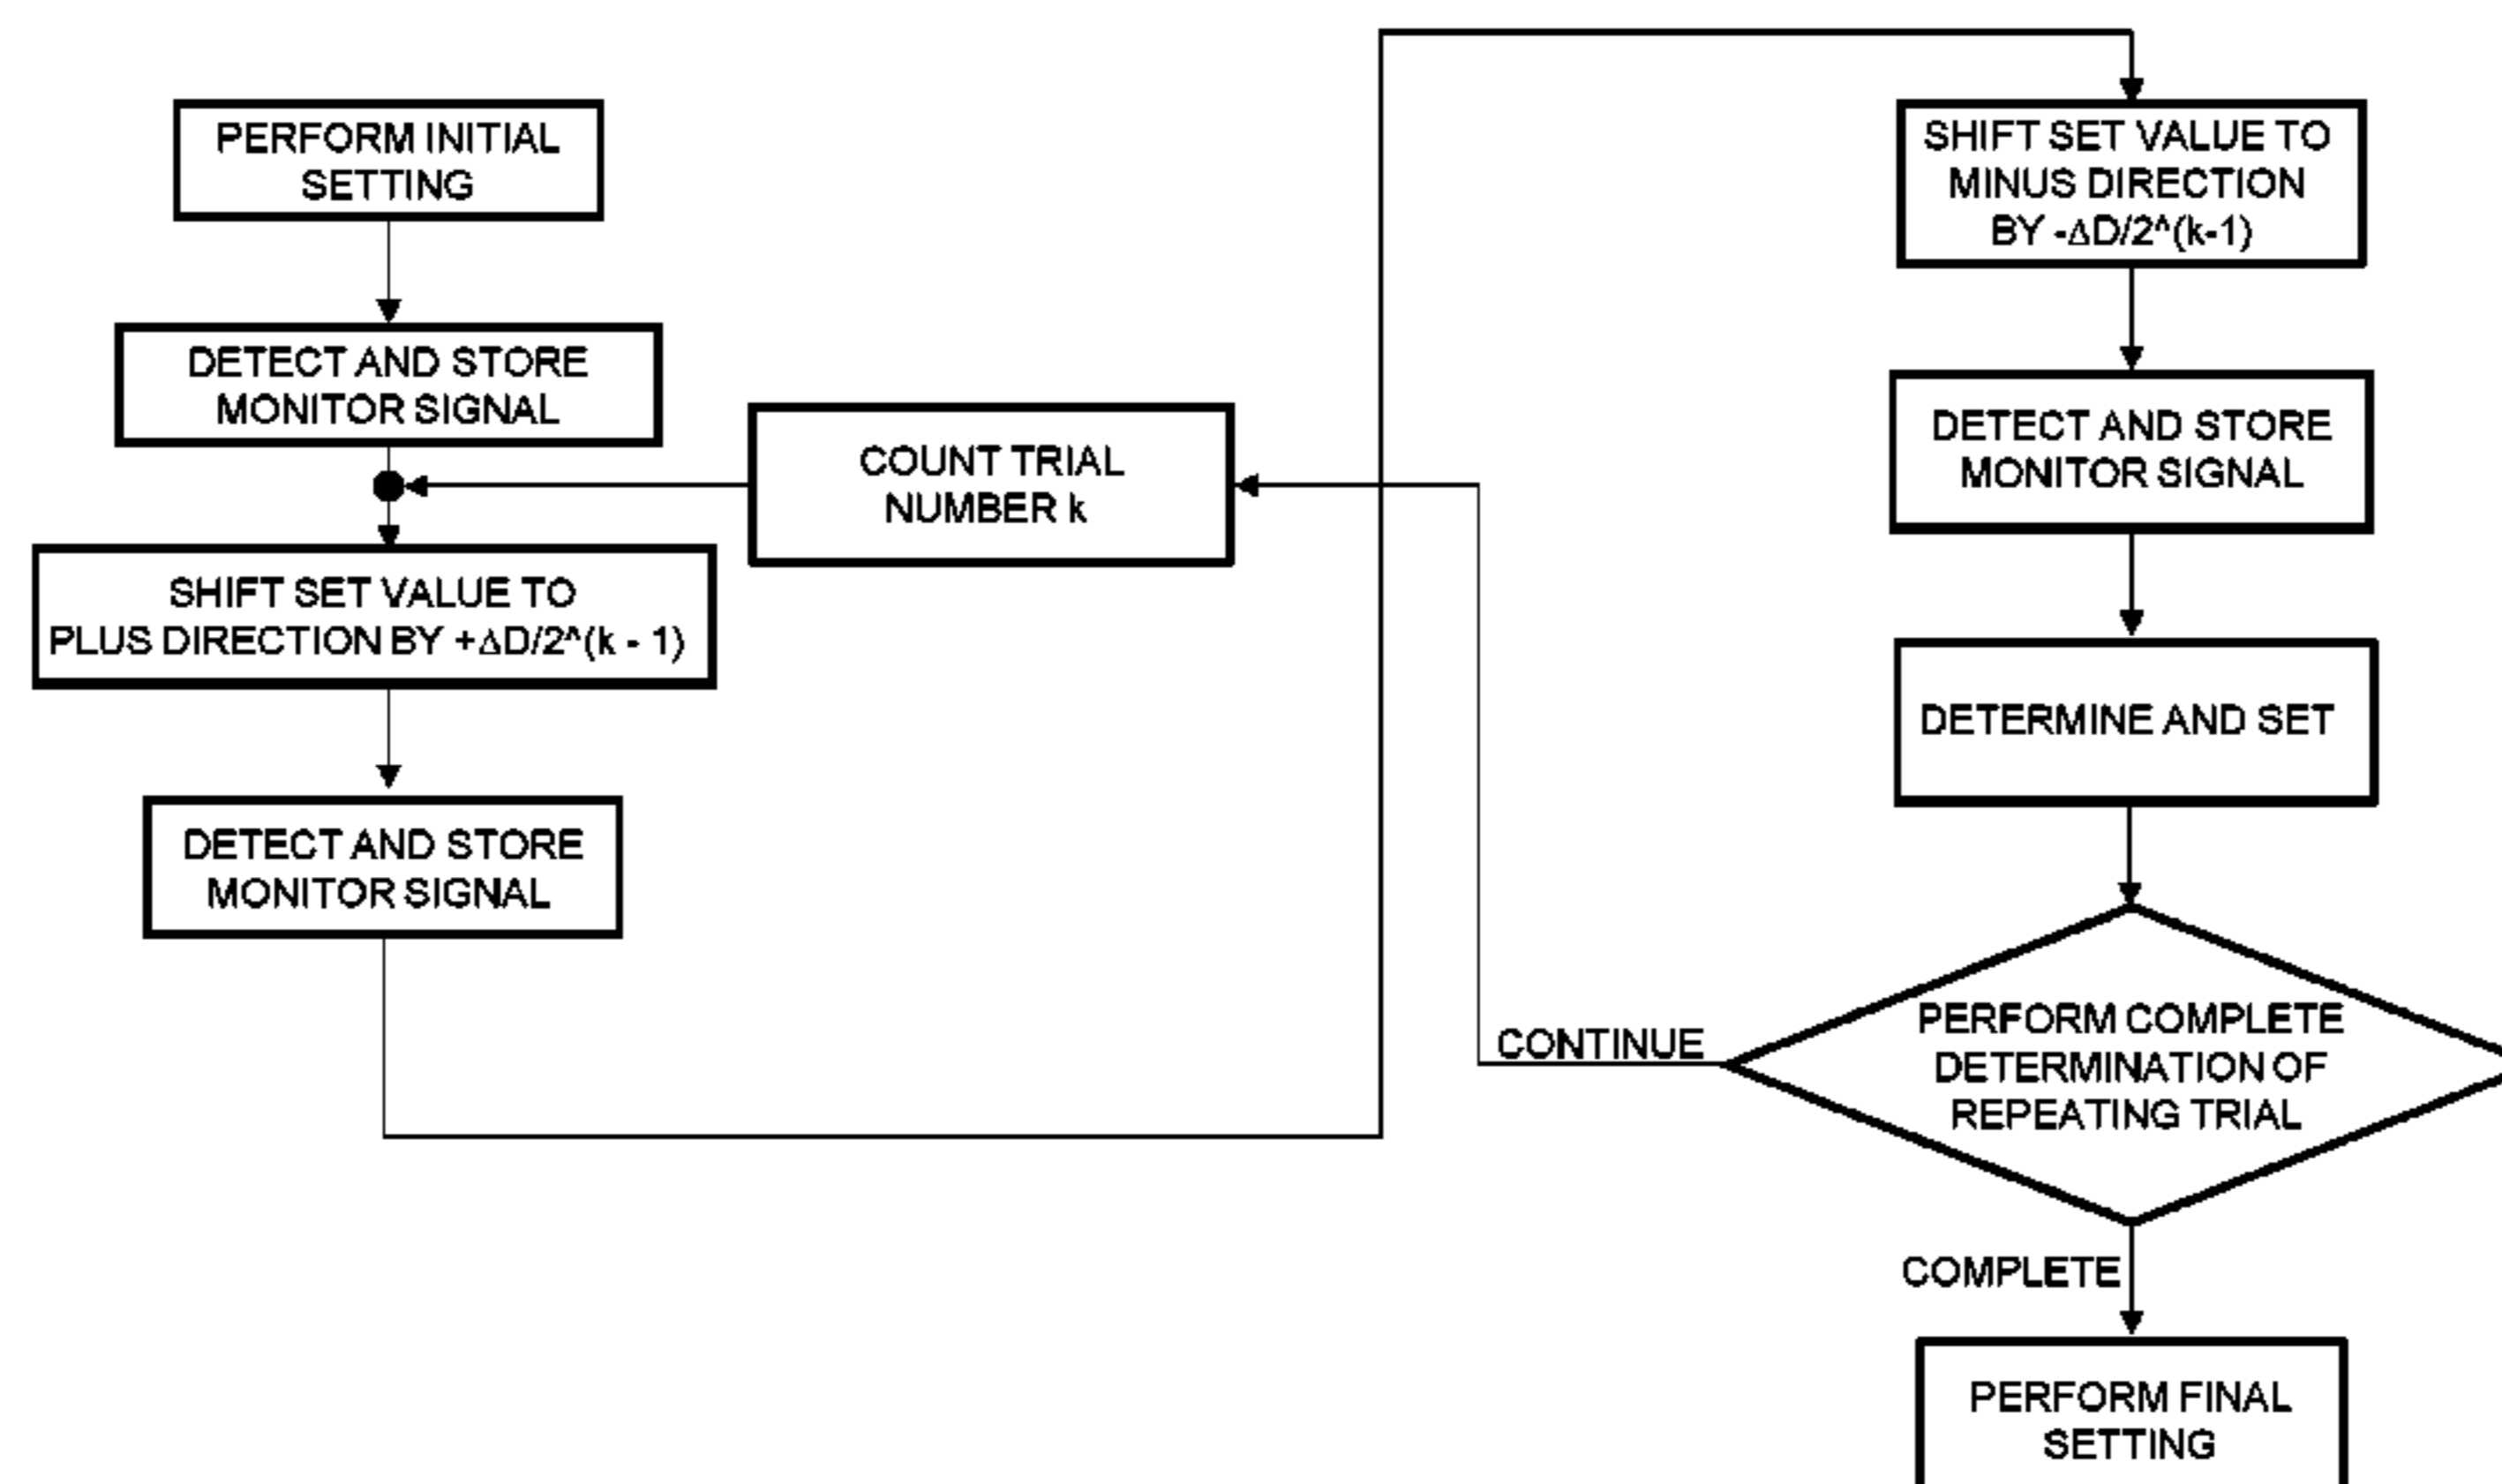 PERFORM INITIAL
SETTING
DETECT AND STORE
MONITOR SIGNAL
COUNT TRIAL
NUMBER k
SHIFT SET VALUE TO
PLUS DIRECTION BY +ΔD/2^(k - 1)
DETECT AND STORE
MONITOR SIGNAL
SHIFT SET VALUE TO
MINUS DIRECTION
BY -ΔD/2^(k-1)
DETECT AND STORE
MONITOR SIGNAL
DETERMINE AND SET
PERFORM COMPLETE
DETERMINATION OF
REPEATING TRIAL
CONTINUE
COMPLETE
PERFORM FINAL
SETTING